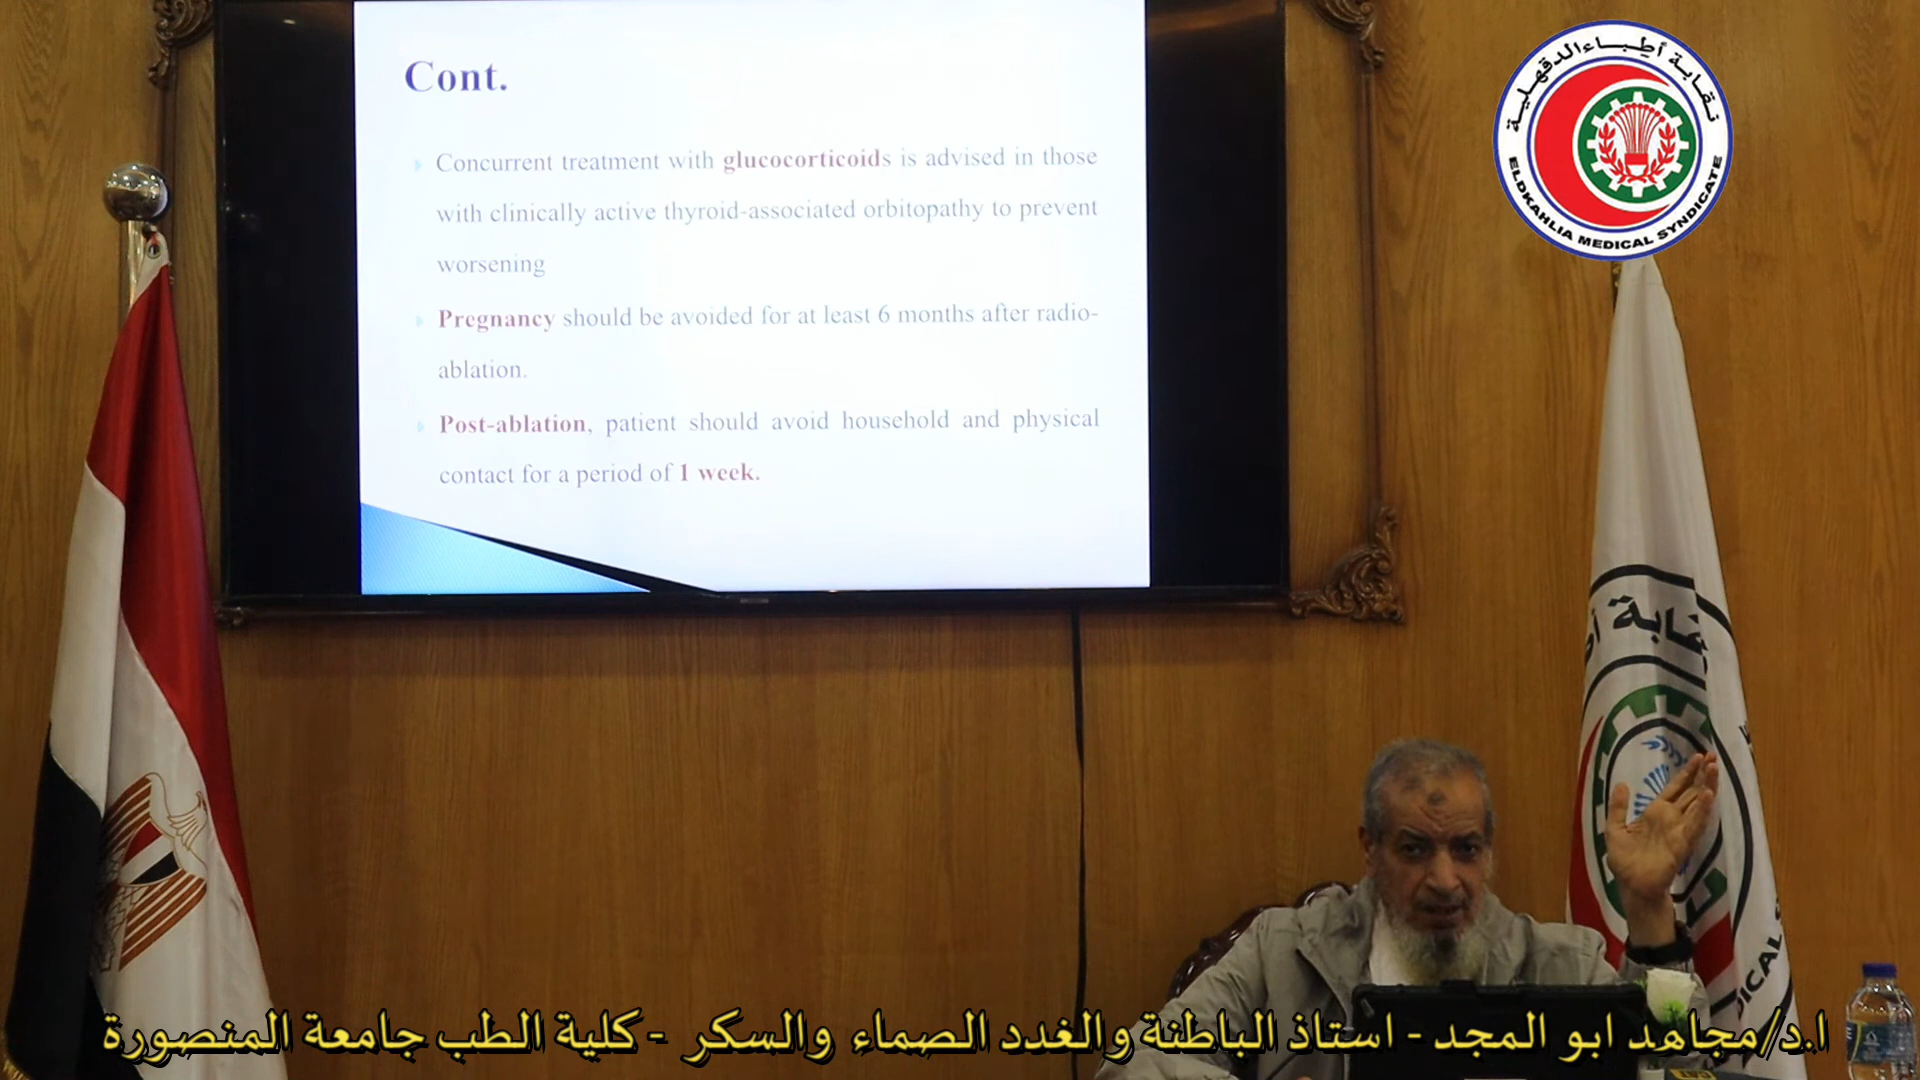 Cont.
Concurrent treatment with glucocorticoids is advised in those
with clinically active thyroid-associated orbitopathy to prevent
worsening
Pregnancy should be avoided for at least 6 months after radio-
ablation.
Post-ablation, patient should avoid household and physical
contact for a period of 1 week.
نقابة أطباء الدقهلية
ELDKAHLIA MEDICAL SYNDICATE
نقابة أط
ا.د/مجاهد ابو المجد - استاذ الباطنة والغدد الصماء والسكر - كلية الطب جامعة المنصورة